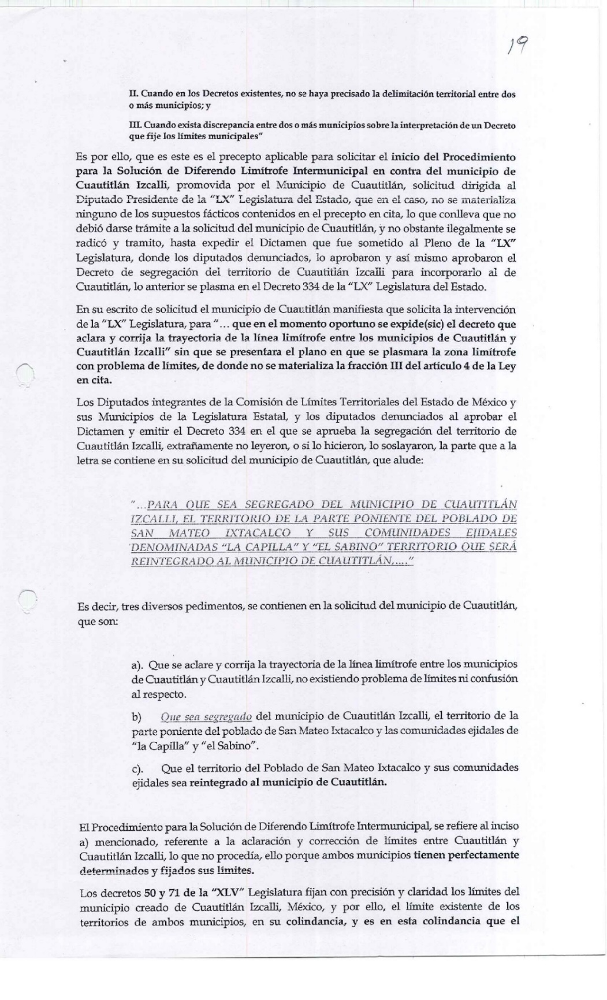 19
II. Cuando en los Decretos existentes, no se haya precisado la delimitación territorial entre dos
o más municipios; y
III. Cuando exista discrepancia entre dos o más municipios sobre la interpretación de un Decreto
que fije los límites municipales"
Es por ello, que es este es el precepto aplicable para solicitar el inicio del Procedimiento
para la Solución de Diferendo Limítrofe Intermunicipal en contra del municipio de
Cuautitlán Izcalli, promovida por el Municipio de Cuautitlán, solicitud dirigida al
Diputado Presidente de la "LX" Legislatura del Estado, que en el caso, no se materializa
ninguno de los supuestos fácticos contenidos en el precepto en cita, lo que conlleva que no
debió darse trámite a la solicitud del municipio de Cuautitlán, y no obstante ilegalmente se
radicó y tramito, hasta expedir el Dictamen que fue sometido al Pleno de la "LX"
Legislatura, donde los diputados denunciados, lo aprobaron y así mismo aprobaron el
Decreto de segregación del territorio de Cuautitlán Izcalli para incorporarlo al de
Cuautitlán, lo anterior se plasma en el Decreto 334 de la "LX" Legislatura del Estado.
En su escrito de solicitud el municipio de Cuautitlán manifiesta que solicita la intervención
de la "LX" Legislatura, para "... que en el momento oportuno se expide(sic) el decreto que
aclara y corrija la trayectoria de la línea limítrofe entre los municipios de Cuautitlán y
Cuautitlán Izcalli" sin que se presentara el plano en que se plasmara la zona limítrofe
con problema de límites, de donde no se materializa la fracción III del artículo 4 de la Ley
en cita.
Los Diputados integrantes de la Comisión de Límites Territoriales del Estado de México y
sus Municipios de la Legislatura Estatal, y los diputados denunciados al aprobar el
Dictamen y emitir el Decreto 334 en el que se aprueba la segregación del territorio de
Cuautitlán Izcalli, extrañamente no leyeron, o si lo hicieron, lo soslayaron, la parte que a la
letra se contiene en su solicitud del municipio de Cuautitlán, que alude:
"...PARA QUE SEA SEGREGADO DEL MUNICIPIO DE CUAUTITLÁN
IZCALLI, EL TERRITORIO DE LA PARTE PONIENTE DEL POBLADO DE
SAN MATEO IXTACALCO Y SUS COMUNIDADES EJIDALES
DENOMINADAS "LA CAPILLA" Y "EL SABINO" TERRITORIO QUE SERÁ
REINTEGRADO AL MUNICIPIO DE CUAUTITLÁN,...."
Es decir, tres diversos pedimentos, se contienen en la solicitud del municipio de Cuautitlán,
que son:
a). Que se aclare y corrija la trayectoria de la línea limítrofe entre los municipios
de Cuautitlán y Cuautitlán Izcalli, no existiendo problema de límites ni confusión
al respecto.
b) Que sea segregado del municipio de Cuautitlán Izcalli, el territorio de la
parte poniente del poblado de San Mateo Ixtacalco y las comunidades ejidales de
"la Capilla" y "el Sabino".
c). Que el territorio del Poblado de San Mateo Ixtacalco y sus comunidades
ejidales sea reintegrado al municipio de Cuautitlán.
El Procedimiento para la Solución de Diferendo Limítrofe Intermunicipal, se refiere al inciso
a) mencionado, referente a la aclaración y corrección de límites entre Cuautitlán y
Cuautitlán Izcalli, lo que no procedía, ello porque ambos municipios tienen perfectamente
determinados y fijados sus límites.
Los decretos 50 y 71 de la "XLV" Legislatura fijan con precisión y claridad los límites del
municipio creado de Cuautitlán Izcalli, México, y por ello, el límite existente de los
territorios de ambos municipios, en su colindancia, y es en esta colindancia que el